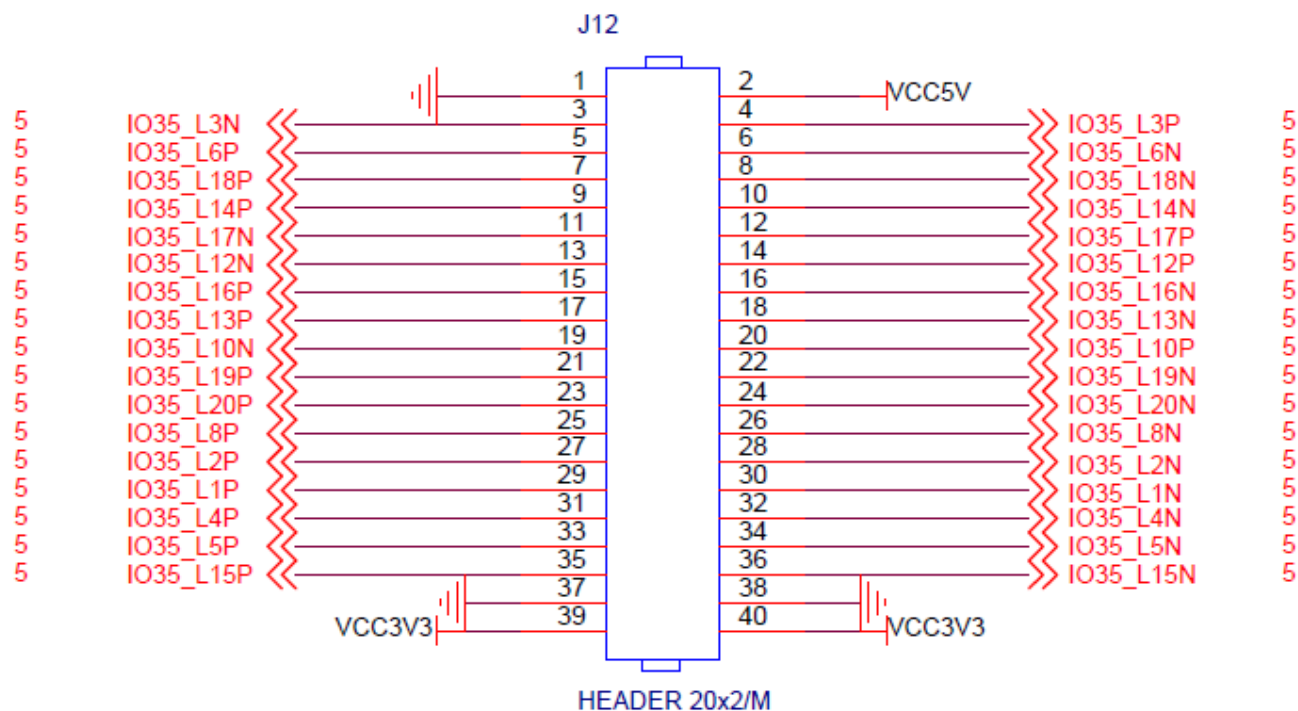 J12
1 2 VCC5V
5 IO35_L3N 3 4 IO35_L3P 5
5 IO35_L6P 5 6 IO35_L6N 5
5 IO35_L18P 7 8 IO35_L18N 5
5 IO35_L14P 9 10 IO35_L14N 5
5 IO35_L17N 11 12 IO35_L17P 5
5 IO35_L12N 13 14 IO35_L12P 5
5 IO35_L16P 15 16 IO35_L16N 5
5 IO35_L13P 17 18 IO35_L13N 5
5 IO35_L10N 19 20 IO35_L10P 5
5 IO35_L19P 21 22 IO35_L19N 5
5 IO35_L20P 23 24 IO35_L20N 5
5 IO35_L8P 25 26 IO35_L8N 5
5 IO35_L2P 27 28 IO35_L2N 5
5 IO35_L1P 29 30 IO35_L1N 5
5 IO35_L4P 31 32 IO35_L4N 5
5 IO35_L5P 33 34 IO35_L5N 5
5 IO35_L15P 35 36 IO35_L15N 5
37 38
VCC3V3 39 40 VCC3V3
HEADER 20x2/M